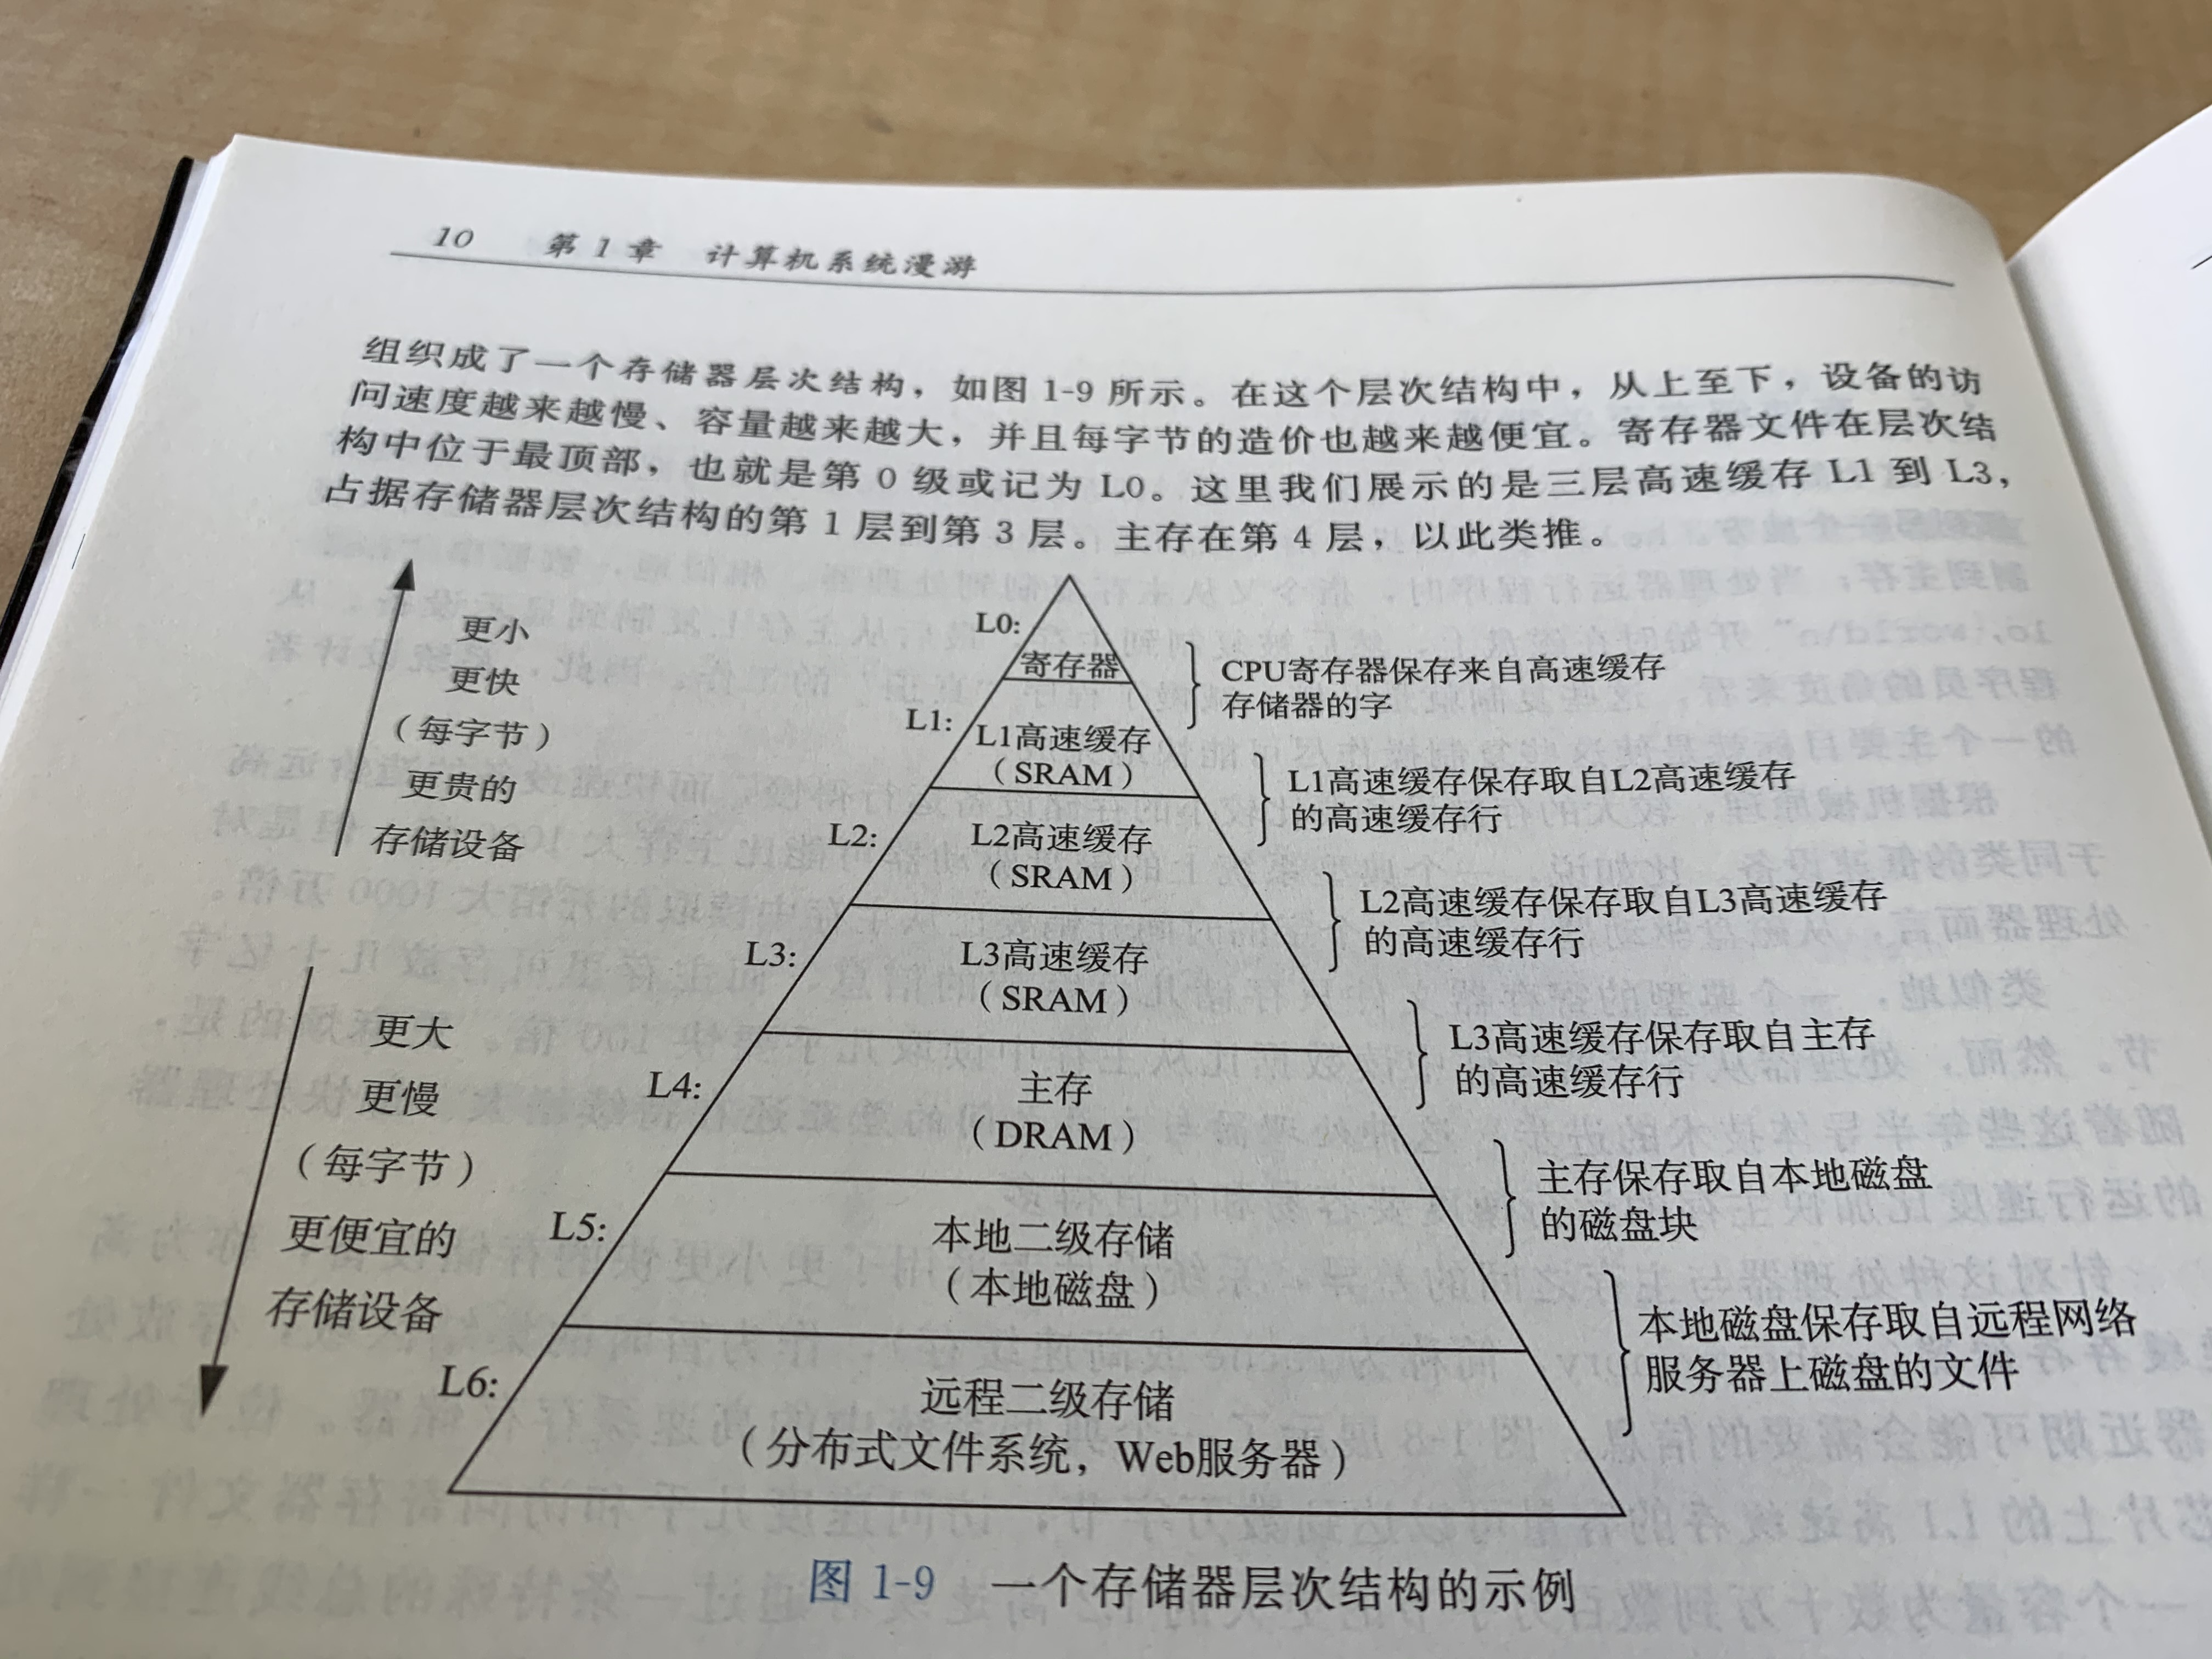 10 第 1 章 计算机系统漫游
组织成了一个存储器层次结构，如图 1-9 所示。在这个层次结构中，从上至下，设备的访
问速度越来越慢、容量越来越大，并且每字节的造价也越来越便宜。寄存器文件在层次结
构中位于最顶部，也就是第 0 级或记为 L0。这里我们展示的是三层高速缓存 L1 到 L3，
占据存储器层次结构的第 1 层到第 3 层。主存在第 4 层，以此类推。
更小
更快
（每字节）
更贵的
存储设备
更大
更慢
（每字节）
更便宜的
存储设备
L0:
寄存器
CPU寄存器保存来自高速缓存
存储器的字
L1:
L1高速缓存
（SRAM）
L1高速缓存保存取自L2高速缓存
的高速缓存行
L2:
L2高速缓存
（SRAM）
L2高速缓存保存取自L3高速缓存
的高速缓存行
L3:
L3高速缓存
（SRAM）
L3高速缓存保存取自主存
的高速缓存行
L4:
主存
（DRAM）
主存保存取自本地磁盘
的磁盘块
L5:
本地二级存储
（本地磁盘）
本地磁盘保存取自远程网络
服务器上磁盘的文件
L6:
远程二级存储
（分布式文件系统，Web服务器）
图 1-9 一个存储器层次结构的示例